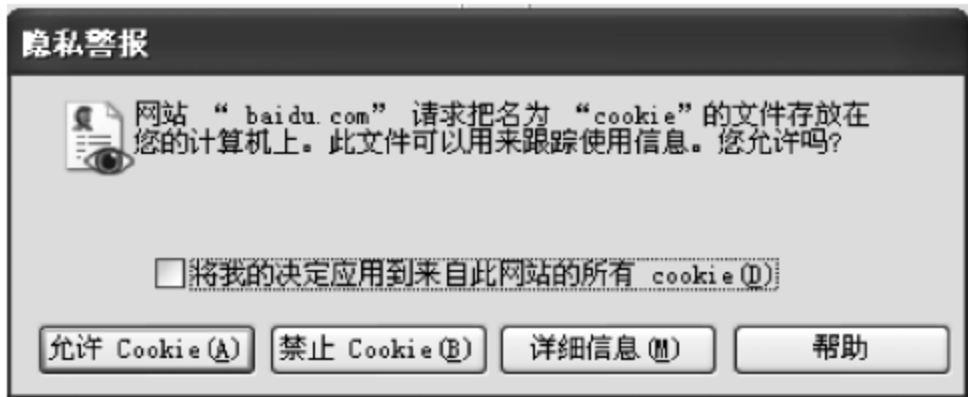 隐私警报
网站 “ baidu.com” 请求把名为 “cookie”的文件存放在
您的计算机上。此文件可以用来跟踪使用信息。您允许吗?
将我的决定应用到来自此网站的所有 cookie(D)
允许 Cookie(A) 禁止 Cookie(B) 详细信息(M) 帮助